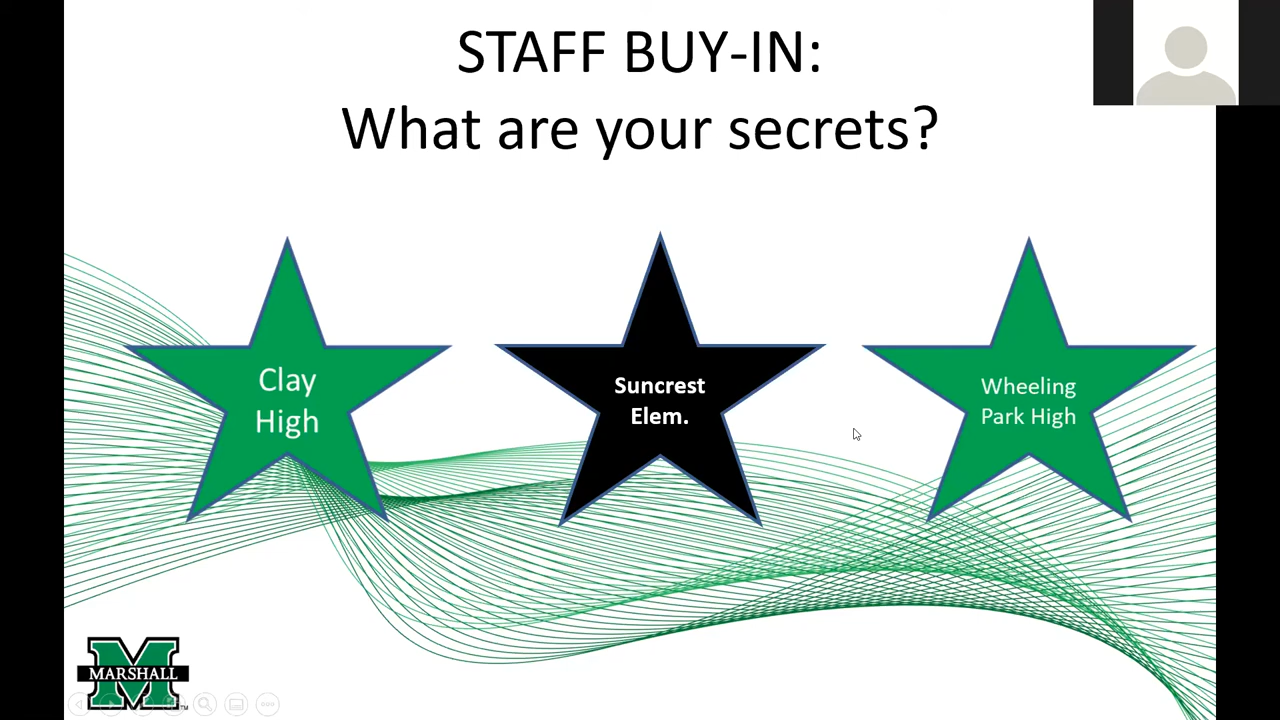 STAFF BUY-IN:
What are your secrets?
Clay
High
Suncrest
Elem.
Wheeling
Park High
MARSHALL